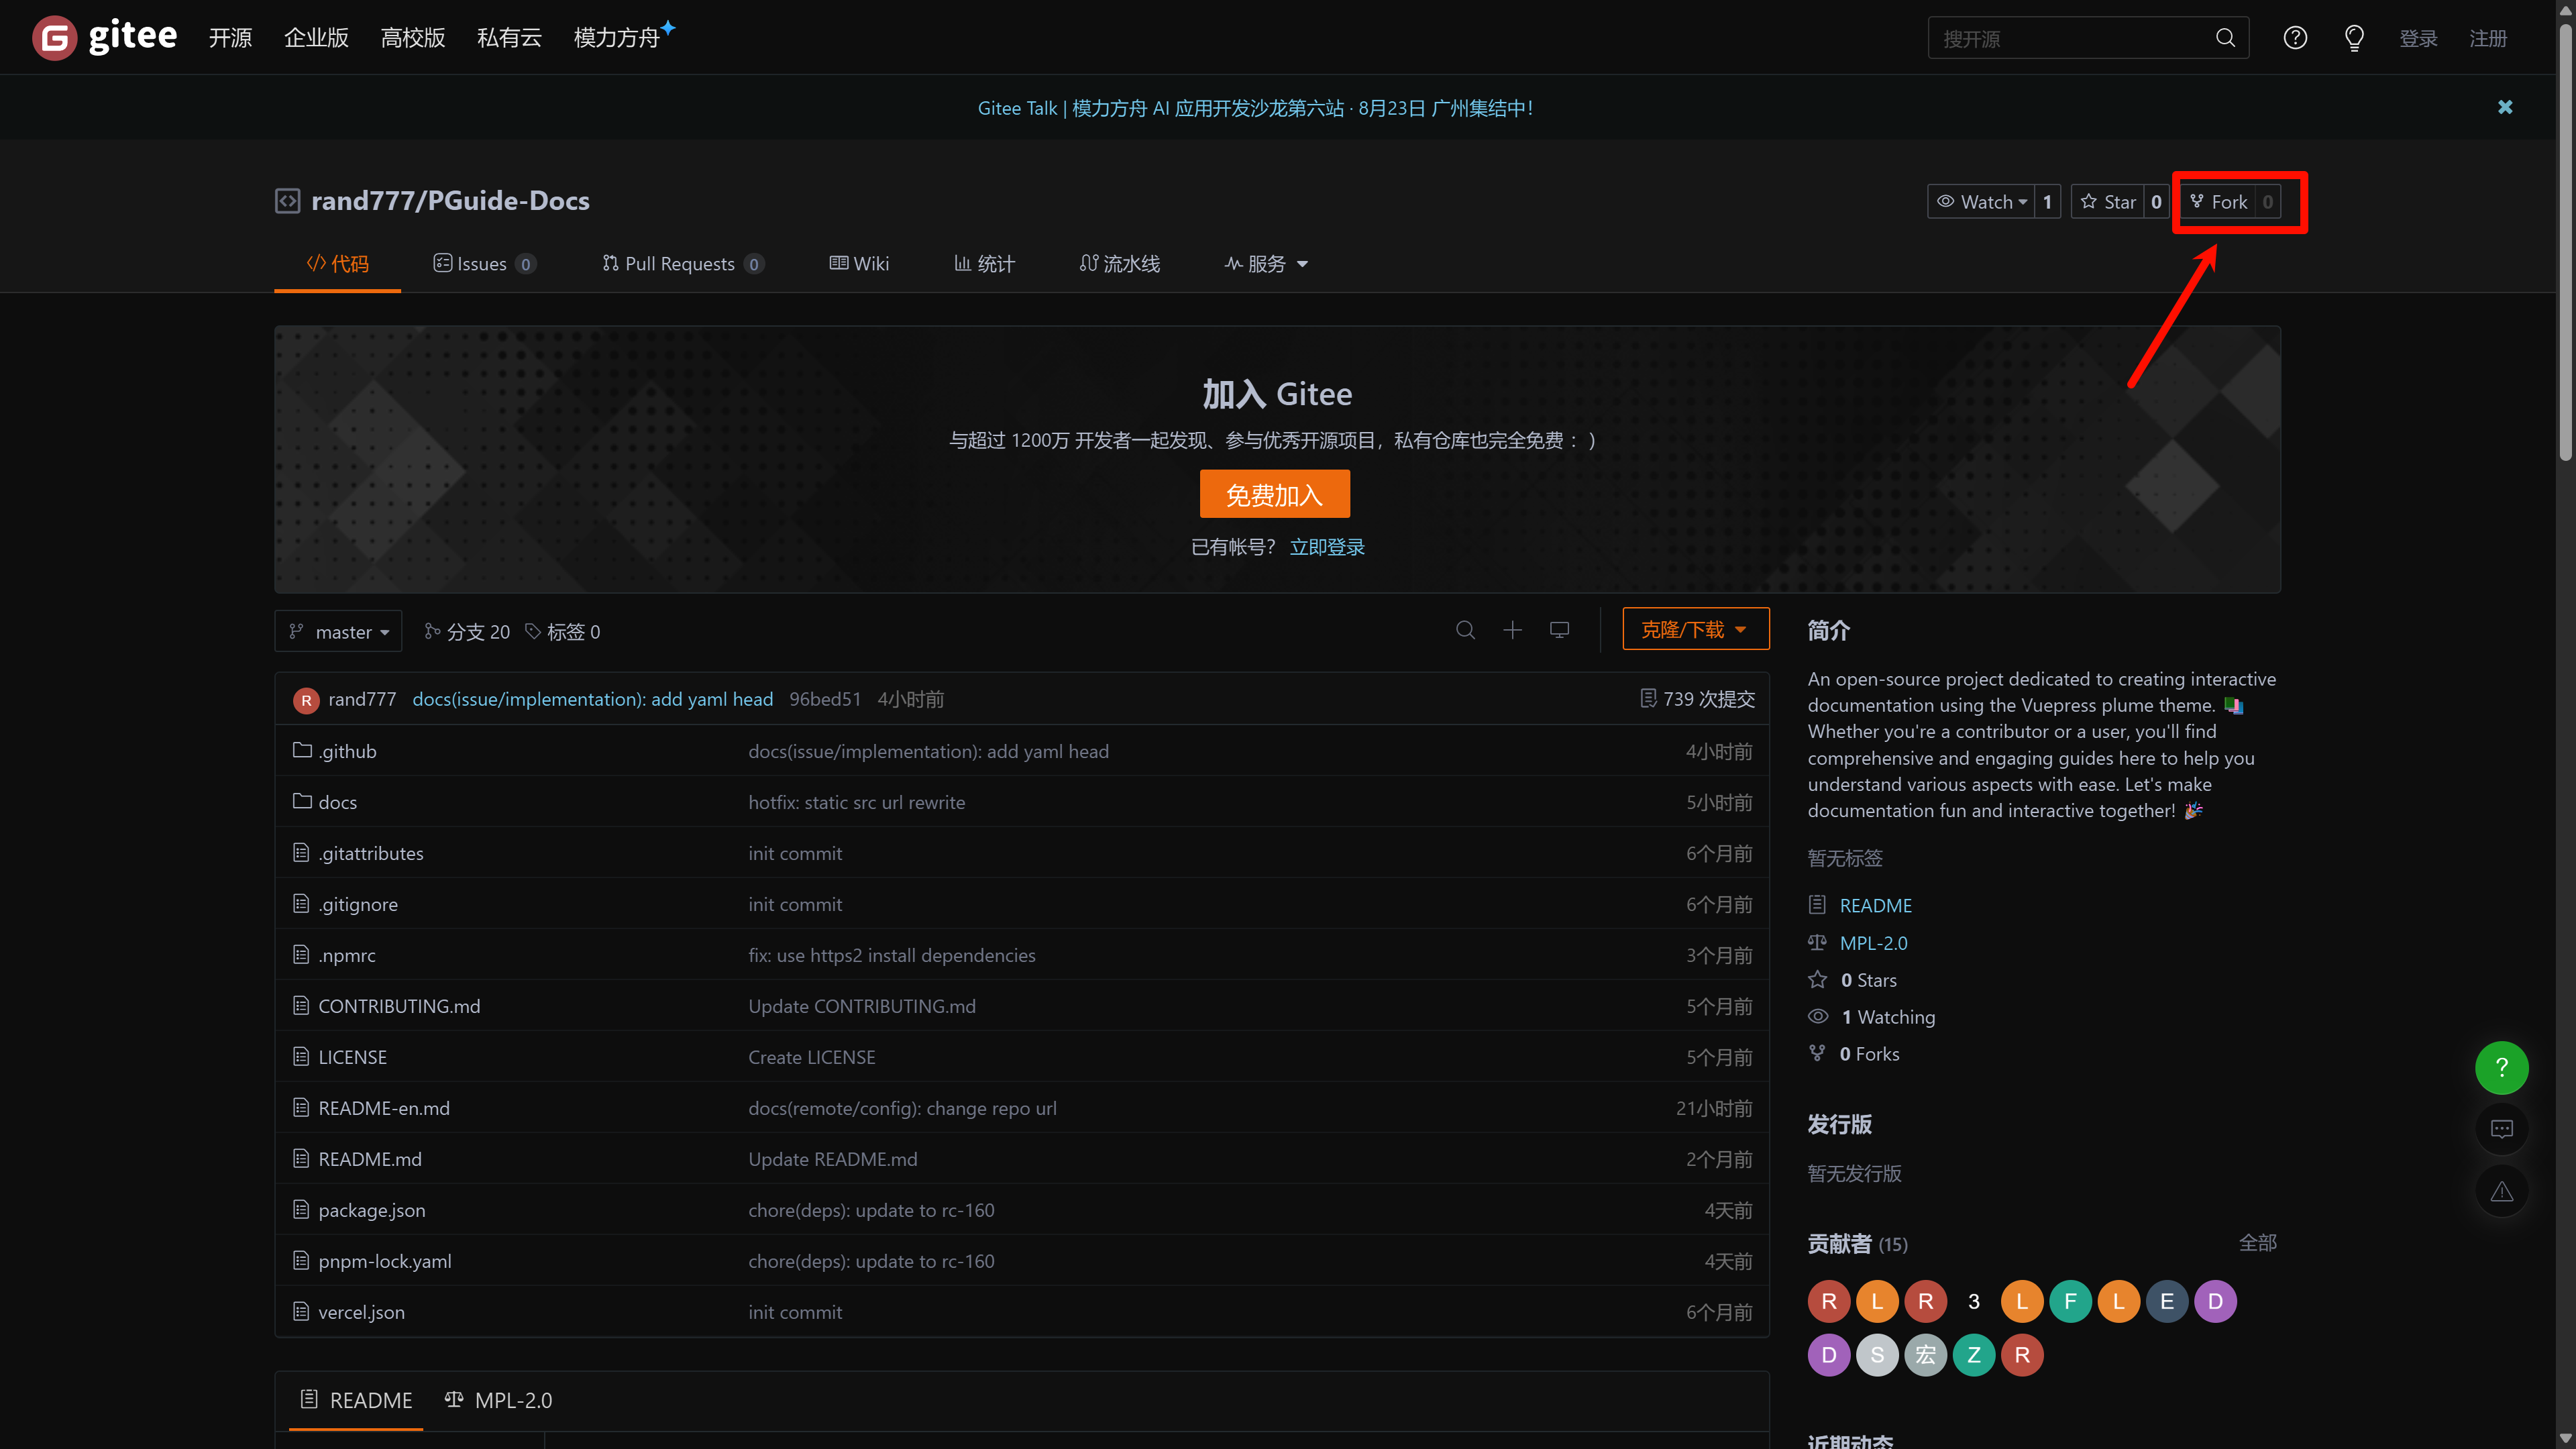 gitee 开源 企业版 高校版 私有云 模力方舟 搜开源 登录 注册
Gitee Talk | 模力方舟 AI 应用开发沙龙第六站 · 8月23日 广州集结中！
rand777/PGuide-Docs Watch 1 Star 0 Fork 0
代码 Issues 0 Pull Requests 0 Wiki 统计 流水线 服务
加入 Gitee
与超过 1200万 开发者一起发现、参与优秀开源项目，私有仓库也完全免费 ：）
免费加入
已有帐号？ 立即登录
master 分支 20 标签 0 克隆/下载
R rand777 docs(issue/implementation): add yaml head 96bed51 4小时前 739 次提交
.github docs(issue/implementation): add yaml head 4小时前
docs hotfix: static src url rewrite 5小时前
.gitattributes init commit 6个月前
.gitignore init commit 6个月前
.npmrc fix: use https2 install dependencies 3个月前
CONTRIBUTING.md Update CONTRIBUTING.md 5个月前
LICENSE Create LICENSE 5个月前
README-en.md docs(remote/config): change repo url 21小时前
README.md Update README.md 2个月前
package.json chore(deps): update to rc-160 4天前
pnpm-lock.yaml chore(deps): update to rc-160 4天前
vercel.json init commit 6个月前
README MPL-2.0
简介
An open-source project dedicated to creating interactive
documentation using the Vuepress plume theme.
Whether you're a contributor or a user, you'll find
comprehensive and engaging guides here to help you
understand various aspects with ease. Let's make
documentation fun and interactive together! 🎉
暂无标签
README
MPL-2.0
0 Stars
1 Watching
0 Forks
发行版
暂无发行版
贡献者 (15) 全部
R L R 3 L F L E D
D S 宏 Z R
近期动态
?